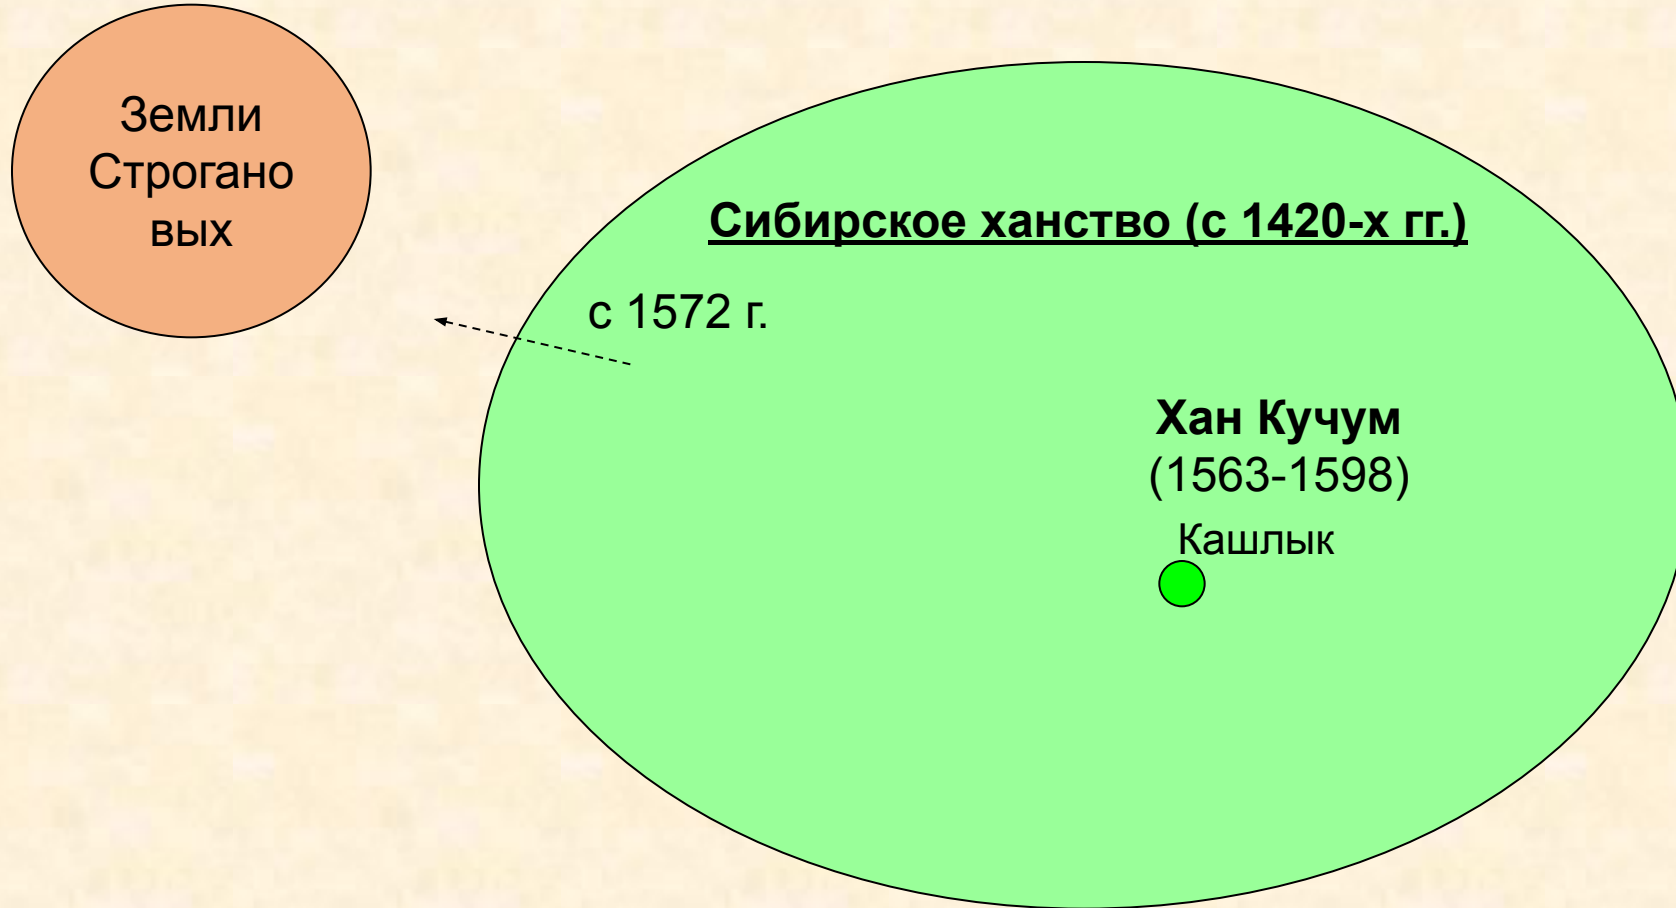 Земли
Строгано
вых
Сибирское ханство (с 1420-х гг.)
с 1572 г.
Хан Кучум
(1563-1598)
Кашлык